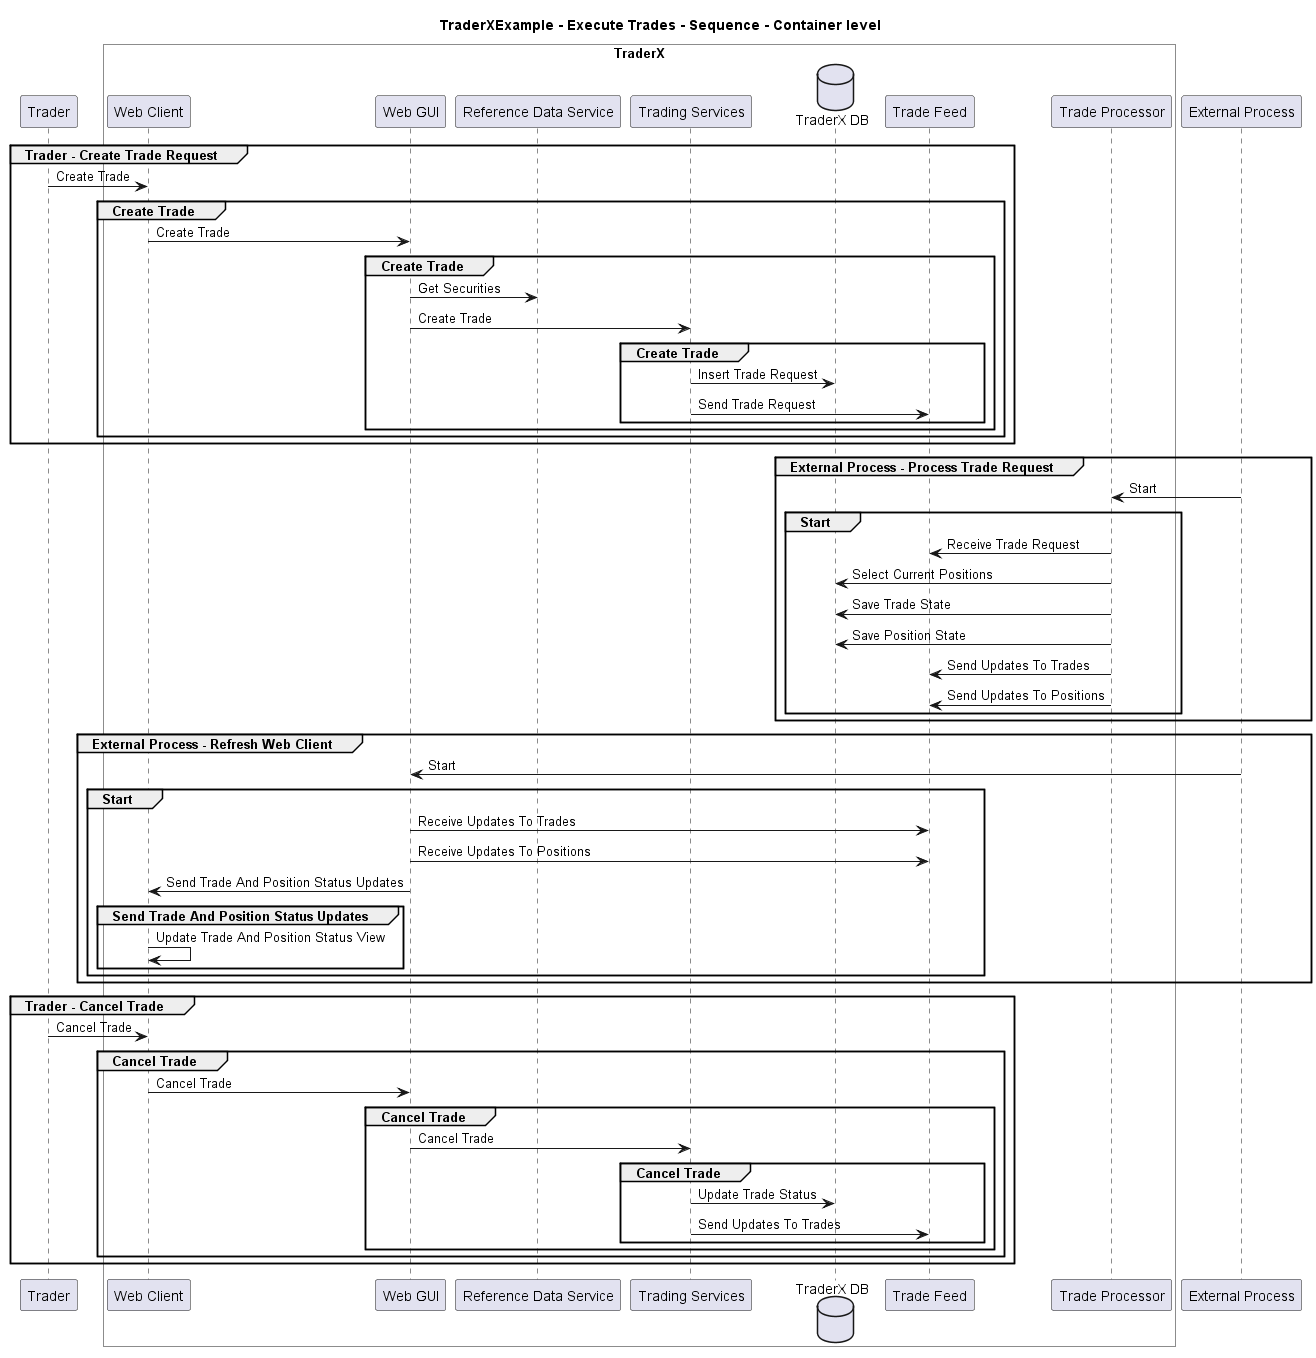 TraderXExample - Execute Trades - Sequence - Container level
TraderX
Trader
Web Client
Web GUI
Reference Data Service
Trading Services
TraderX DB
Trade Feed
Trade Processor
External Process
Trader - Create Trade Request
Create Trade
Create Trade
Create Trade
Create Trade
Get Securities
Create Trade
Create Trade
Insert Trade Request
Send Trade Request
External Process - Process Trade Request
Start
Start
Receive Trade Request
Select Current Positions
Save Trade State
Save Position State
Send Updates To Trades
Send Updates To Positions
External Process - Refresh Web Client
Start
Start
Receive Updates To Trades
Receive Updates To Positions
Send Trade And Position Status Updates
Send Trade And Position Status Updates
Update Trade And Position Status View
Trader - Cancel Trade
Cancel Trade
Cancel Trade
Cancel Trade
Cancel Trade
Cancel Trade
Cancel Trade
Update Trade Status
Send Updates To Trades
Trader
Web Client
Web GUI
Reference Data Service
Trading Services
TraderX DB
Trade Feed
Trade Processor
External Process